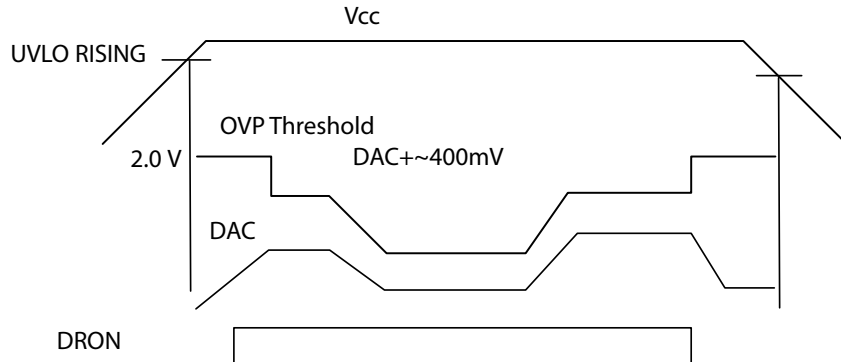 Vcc
UVLO RISING
OVP Threshold
2.0 V
DAC+~400mV
DAC
DRON